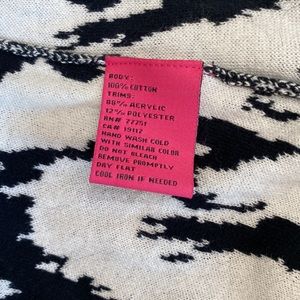 BODY:
100% COTTON
TRIMS:
88% ACRYLIC
12% POLYESTER
RN# 77751
CA# 19112
HAND WASH COLD
WITH SIMILAR COLOR
DO NOT BLEACH
REMOVE PROMPTLY
DRY FLAT
COOL IRON IF NEEDED